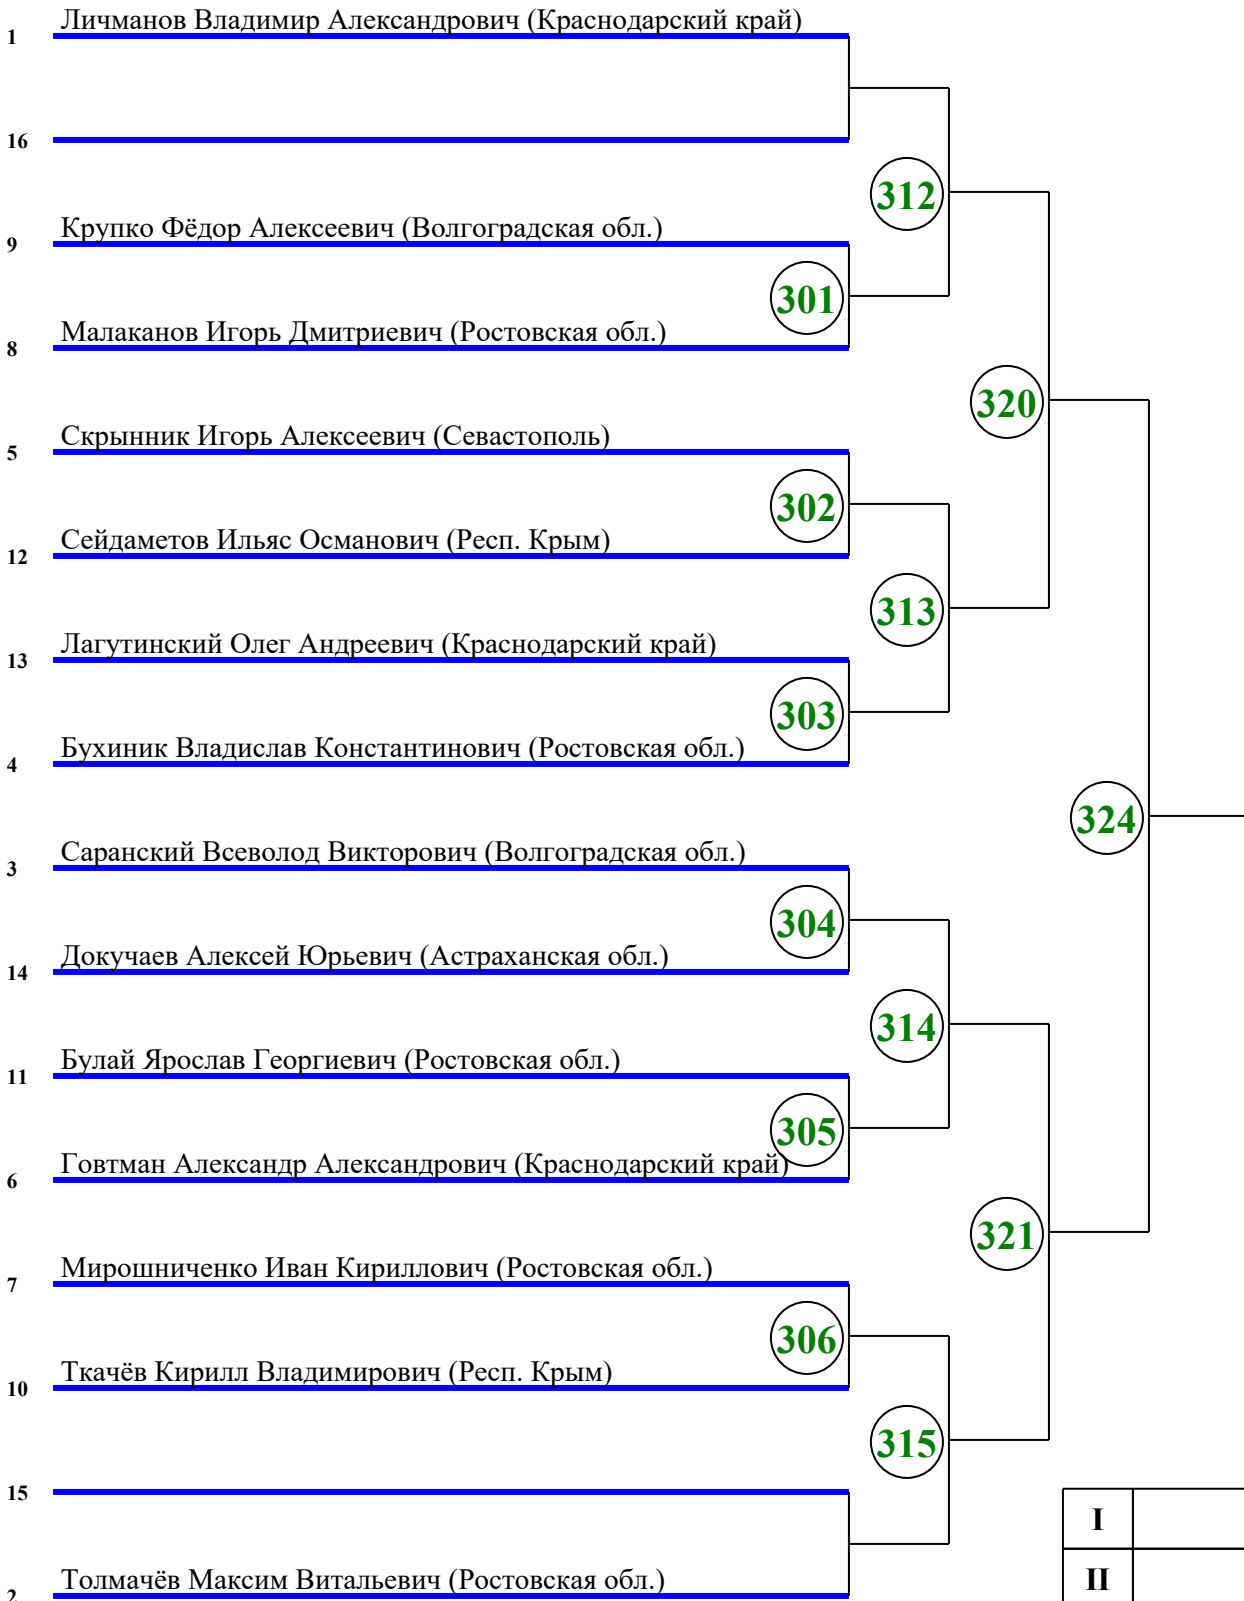 Личманов Владимир Александрович (Краснодарский край)
1
16
312
Крупко Фёдор Алексеевич (Волгоградская обл.)
9
301
Малаканов Игорь Дмитриевич (Ростовская обл.)
8
320
Скрынник Игорь Алексеевич (Севастополь)
5
302
Сейдаметов Ильяс Османович (Респ. Крым)
12
313
Лагутинский Олег Андреевич (Краснодарский край)
13
303
Бухиник Владислав Константинович (Ростовская обл.)
4
324
Саранский Всеволод Викторович (Волгоградская обл.)
3
304
Докучаев Алексей Юрьевич (Астраханская обл.)
14
314
Булай Ярослав Георгиевич (Ростовская обл.)
11
305
Говтман Александр Александрович (Краснодарский край)
6
321
Мирошниченко Иван Кириллович (Ростовская обл.)
7
306
Ткачёв Кирилл Владимирович (Респ. Крым)
10
315
15
I
Толмачёв Максим Витальевич (Ростовская обл.)
2
II